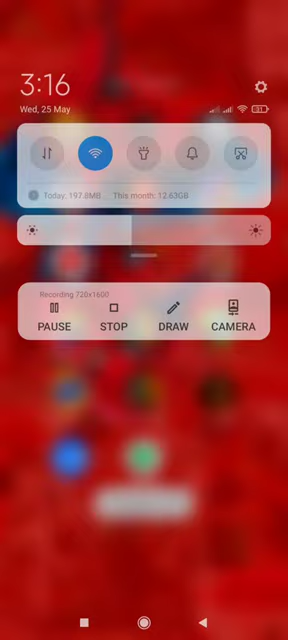 3:16
Wed, 25 May
Today: 197.8MB
This month: 12.63GB
Recording 720x1600
PAUSE
STOP
DRAW
CAMERA